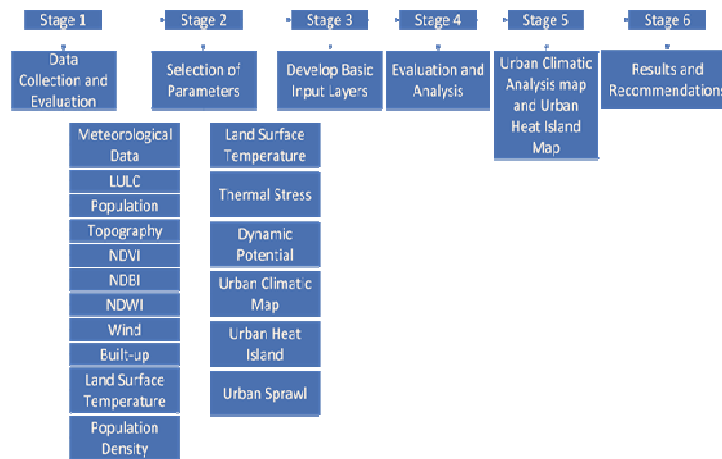 Stage 1
Stage 2
Stage 3
Stage 4
Stage 5
Stage 6
Data
Collection and
Evaluation
Selection of
Parameters
Develop Basic
Input Layers
Evaluation and
Analysis
Urban Climatic
Analysis map
and Urban
Heat Island
Map
Results and
Recommendations
Meteorological
Data
LULC
Population
Topography
NDVI
NDBI
NDWI
Wind
Built-up
Land Surface
Temperature
Population
Density
Land Surface
Temperature
Thermal Stress
Dynamic
Potential
Urban Climatic
Map
Urban Heat
Island
Urban Sprawl